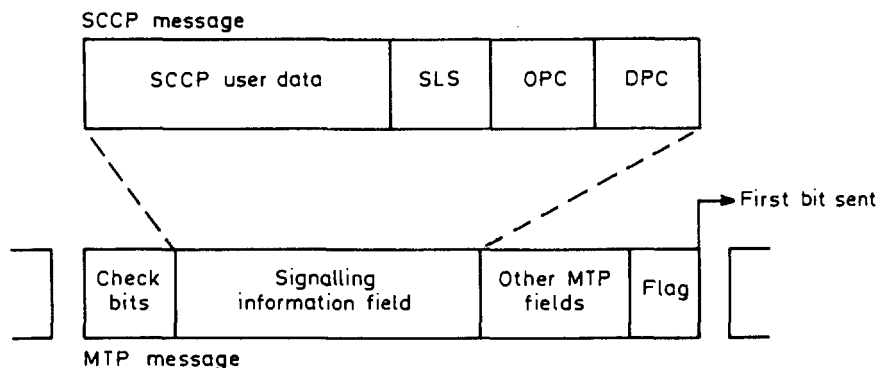 SCCP message
SCCP user data
SLS
OPC
DPC
First bit sent
Check
bits
Signalling
information field
Other MTP
fields
Flag
MTP message